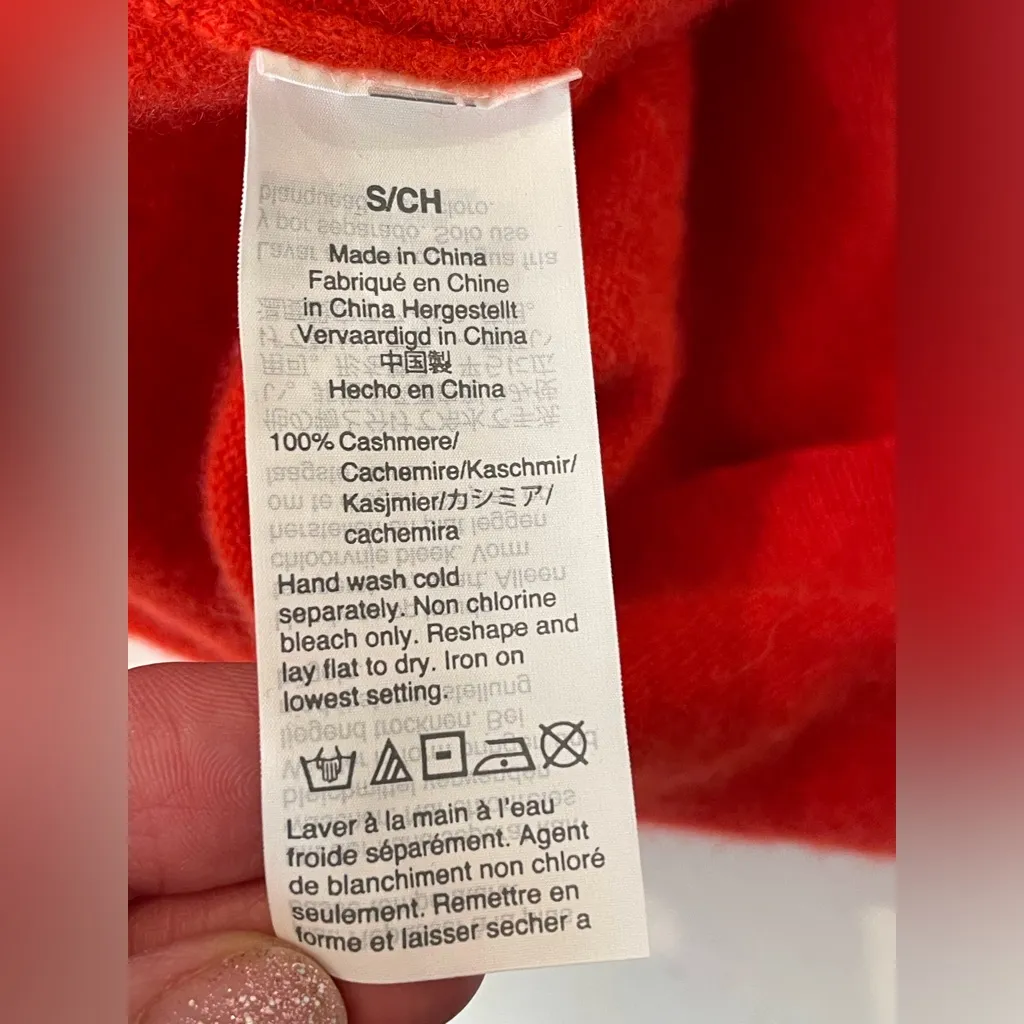 S/CH
Made in China
Fabriqué en Chine
in China Hergestellt
Vervaardigd in China
中国製
Hecho en China
100% Cashmere/
Cachemire/Kaschmir/
Kasjmier/カシミア/
cachemira
Hand wash cold
separately. Non chlorine
bleach only. Reshape and
lay flat to dry. Iron on
lowest setting.
Laver à la main à l'eau
froide séparément. Agent
de blanchiment non chloré
seulement. Remettre en
forme et laisser secher a